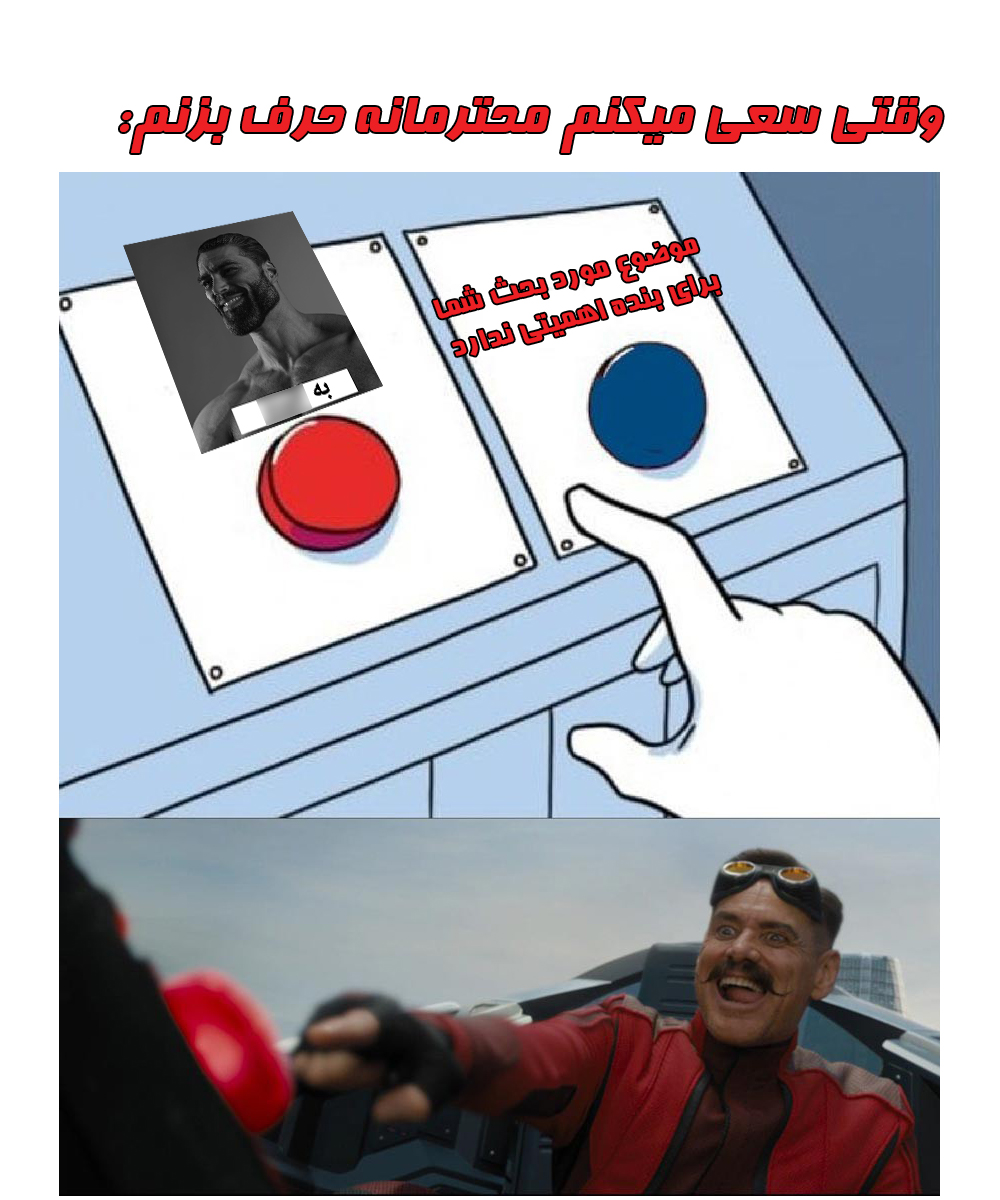 وقتی سعی میکنم محترمانه حرف بزنم:
موضوع مورد بحث شما
برای بنده اهمیتی ندارد
به